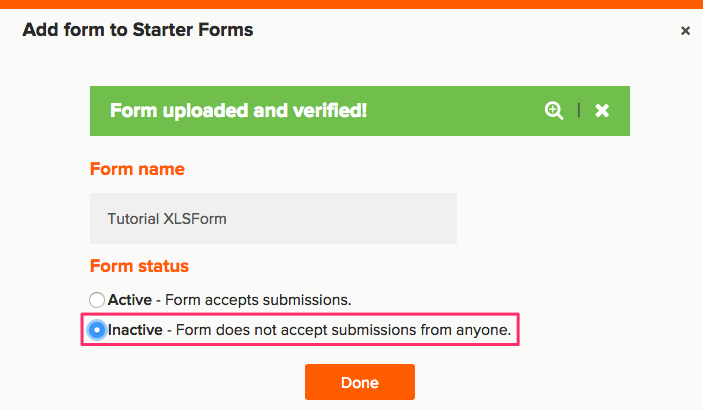 Add form to Starter Forms
Form uploaded and verified!
Form name
Tutorial XLSForm
Form status
Active - Form accepts submissions.
Inactive - Form does not accept submissions from anyone.
Done